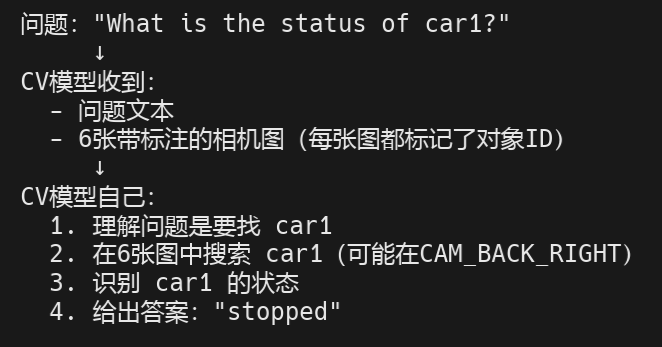 问题: "What is the status of car1?"
↓
CV模型收到:
- 问题文本
- 6张带标注的相机图 (每张图都标记了对象ID)
↓
CV模型自己:
1. 理解问题是要找 car1
2. 在6张图中搜索 car1 (可能在CAM_BACK_RIGHT)
3. 识别 car1 的状态
4. 给出答案: "stopped"